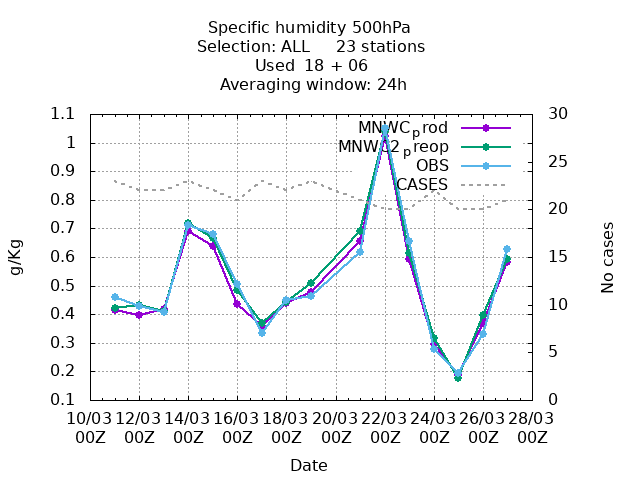 Specific humidity 500hPa
Selection: ALL 23 stations
Used 18 + 06
Averaging window: 24h
1.1
1
0.9
0.8
0.7
0.6
0.5
0.4
0.3
0.2
0.1
g/Kg
30
25
20
15
10
5
0
No cases
MNWCprod
MNWC2preop
OBS
CASES
10/03 12/03 14/03 16/03 18/03 20/03 22/03 24/03 26/03 28/03
00Z 00Z 00Z 00Z 00Z 00Z 00Z 00Z 00Z 00Z
Date